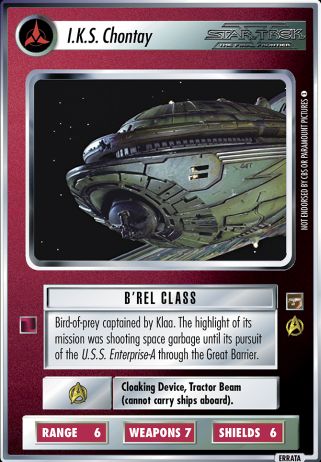 I.K.S. Chontay
V
STAR TREK
THE FINAL FRONTIER
NOT ENDORSED BY CBS OR PARAMOUNT PICTURES
B'REL CLASS
Bird-of-prey captained by Klaa. The highlight of its
mission was shooting space garbage until its pursuit
of the U.S.S. Enterprise-A through the Great Barrier.
Cloaking Device, Tractor Beam
(cannot carry ships aboard).
RANGE 6
WEAPONS 7
SHIELDS 6
ERRATA